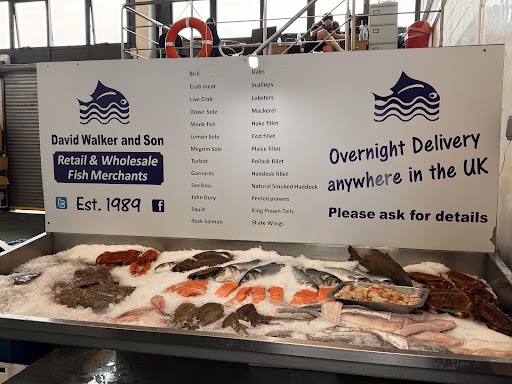 David Walker and Son
Retail & Wholesale
Fish Merchants
Est. 1989
Brill
Crab meat
Live Crab
Dover Sole
Monk fish
Lemon Sole
Megrim Sole
Turbot
Gurnards
Sea Bass
John Dory
Squid
Rock Salmon
Dabs
Scallops
Lobsters
Mackerel
Hake fillet
Cod fillet
Plaice fillet
Pollack fillet
Haddock fillet
Natural Smoked Haddock
Peeled prawns
King Prawn Tails
Skate Wings
Overnight Delivery
anywhere in the UK
Please ask for details